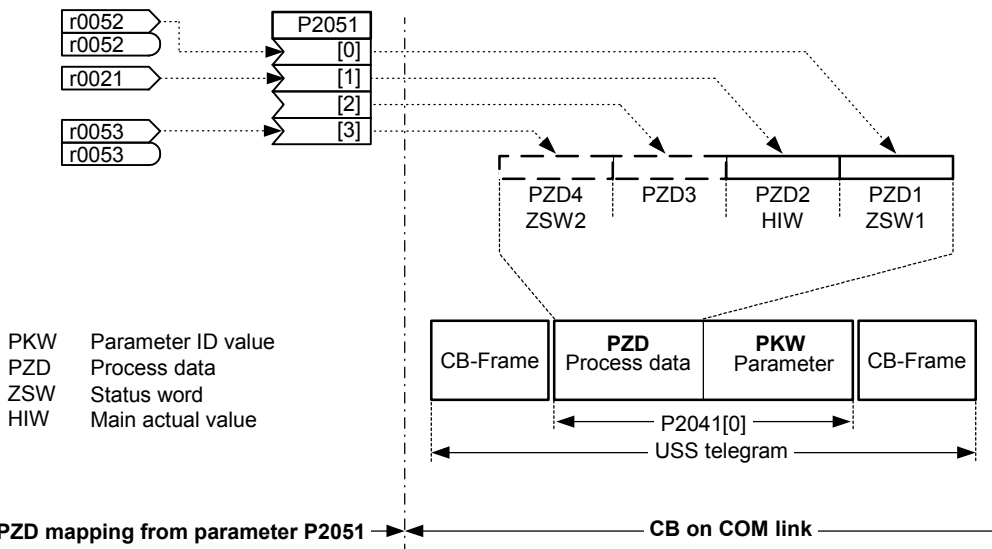 r0052
r0052
r0021
r0053
r0053
P2051
[0]
[1]
[2]
[3]
PZD4
ZSW2
PZD3
PZD2
HIW
PZD1
ZSW1
PKW Parameter ID value
PZD Process data
ZSW Status word
HIW Main actual value
CB-Frame
PZD
Process data
PKW
Parameter
CB-Frame
P2041[0]
USS telegram
PZD mapping from parameter P2051
CB on COM link